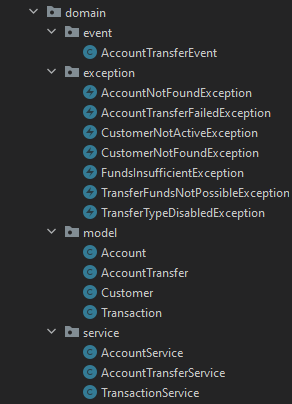 domain
event
AccountTransferEvent
exception
AccountNotFoundException
AccountTransferFailedException
CustomerNotActiveException
CustomerNotFoundException
FundsInsufficientException
TransferFundsNotPossibleException
TransferTypeDisabledException
model
Account
AccountTransfer
Customer
Transaction
service
AccountService
AccountTransferService
TransactionService